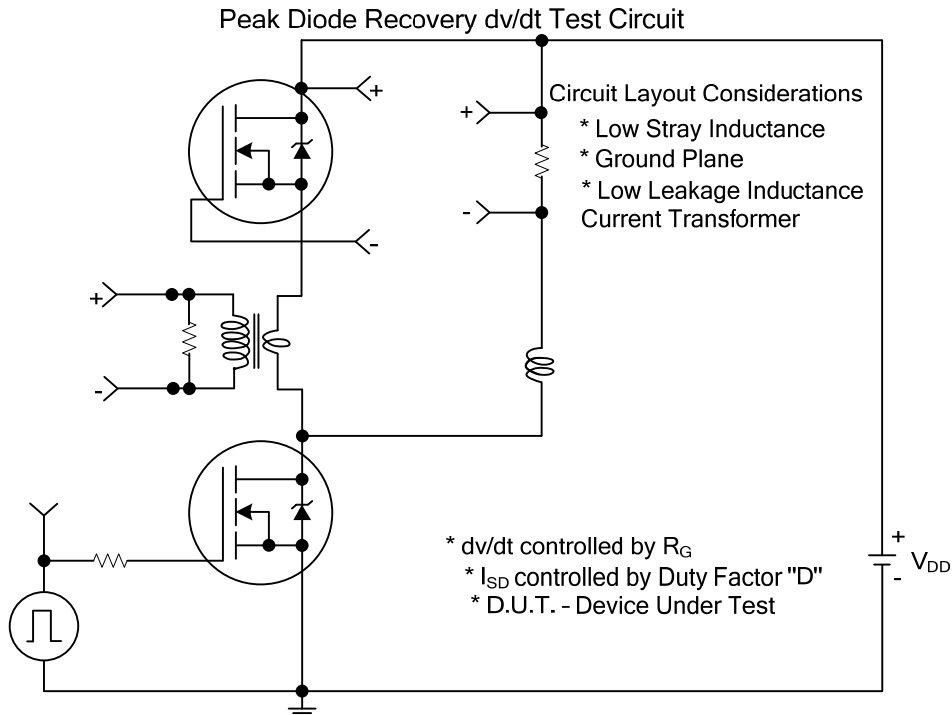 Peak Diode Recovery dv/dt Test Circuit
+
-
+
-
Circuit Layout Considerations
* Low Stray Inductance
* Ground Plane
* Low Leakage Inductance
Current Transformer
+
-
* dv/dt controlled by RG
* ISD controlled by Duty Factor "D"
* D.U.T. - Device Under Test
+
VDD
-